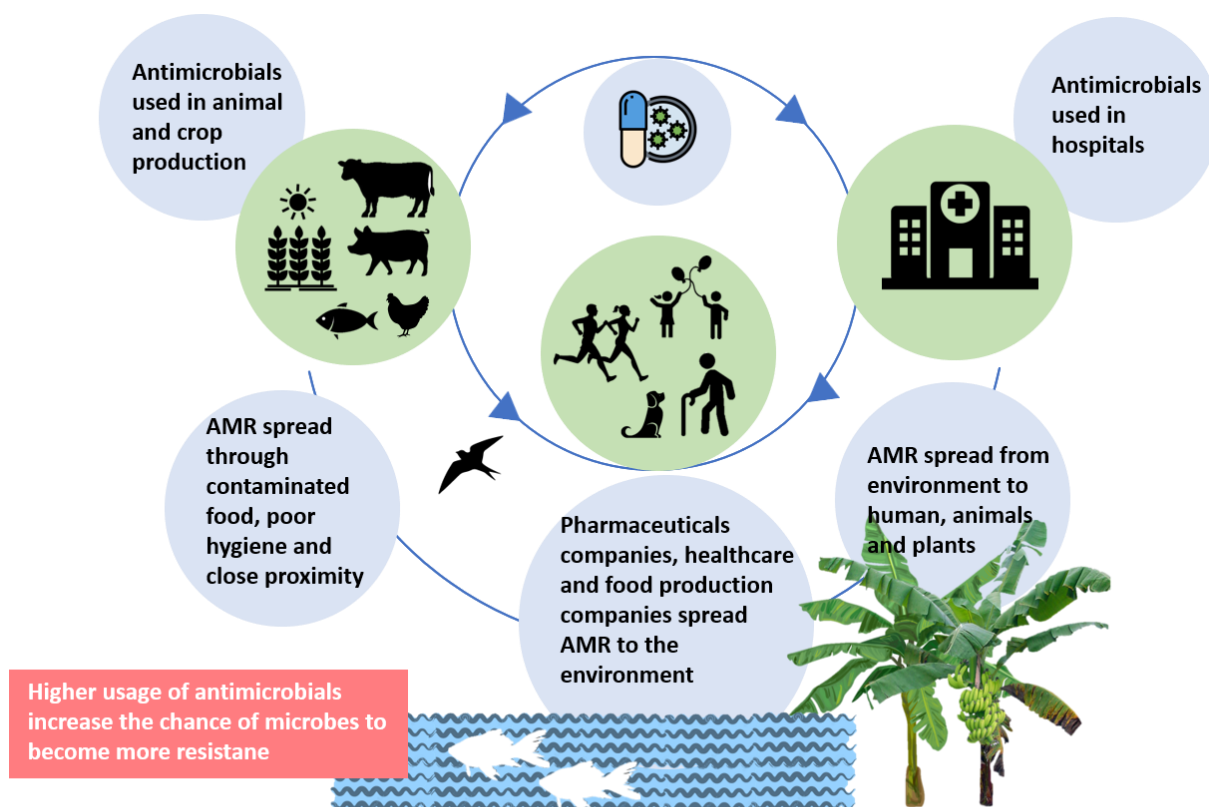 Antimicrobials
used in animal
and crop
production
Antimicrobials
used in
hospitals
AMR spread
through
contaminated
food, poor
hygiene and
close proximity
Pharmaceuticals
companies, healthcare
and food production
companies spread
AMR to the
environment
AMR spread from
environment to
human, animals
and plants
Higher usage of antimicrobials
increase the chance of microbes to
become more resistane